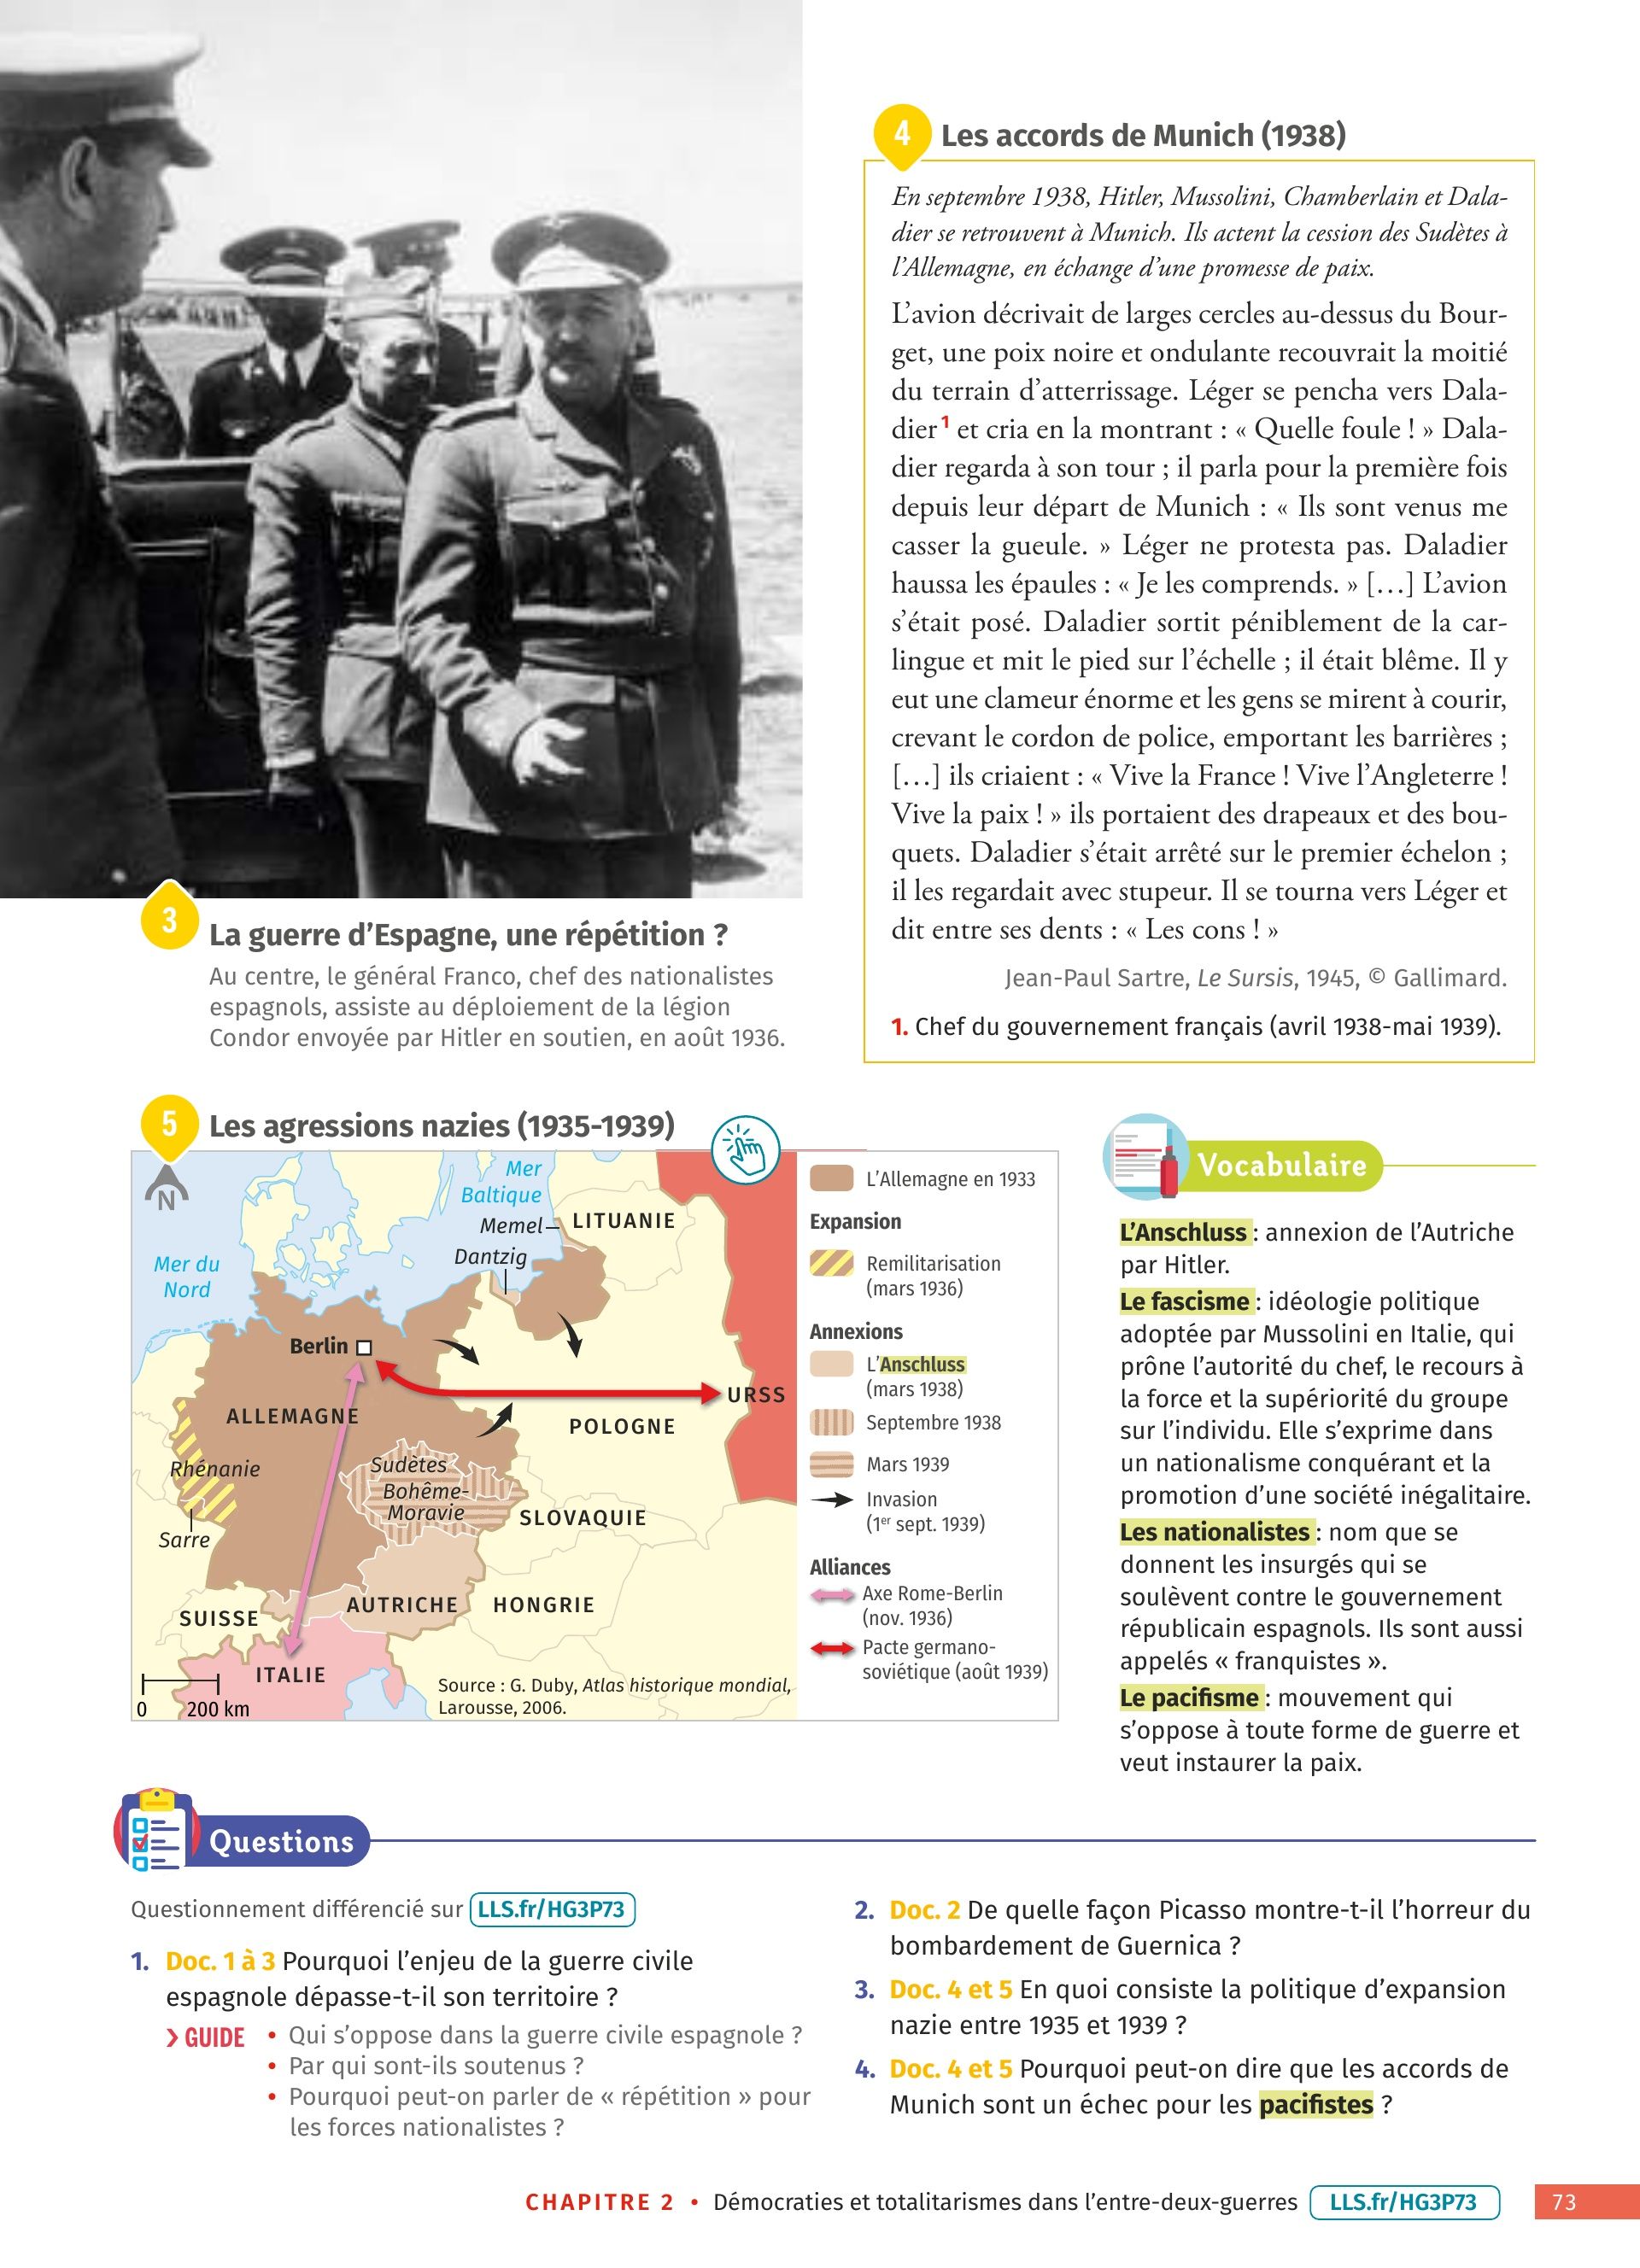 4
Les accords de Munich (1938)
En septembre 1938, Hitler, Mussolini, Chamberlain et Dala-
dier se retrouvent à Munich. Ils actent la cession des Sudètes à
l’Allemagne, en échange d’une promesse de paix.
L’avion décrivait de larges cercles au-dessus du Bour-
get, une poix noire et ondulante recouvrait la moitié
du terrain d’atterrissage. Léger se pencha vers Dala-
dier1 et cria en la montrant : « Quelle foule ! » Dala-
dier regarda à son tour ; il parla pour la première fois
depuis leur départ de Munich : « Ils sont venus me
casser la gueule. » Léger ne protesta pas. Daladier
haussa les épaules : « Je les comprends. » […] L’avion
s’était posé. Daladier sortit péniblement de la car-
lingue et mit le pied sur l’échelle ; il était blême. Il y
eut une clameur énorme et les gens se mirent à courir,
crevant le cordon de police, emportant les barrières ;
[…] ils criaient : « Vive la France ! Vive l’Angleterre !
Vive la paix ! » ils portaient des drapeaux et des bou-
quets. Daladier s’était arrêté sur le premier échelon ;
il les regardait avec stupeur. Il se tourna vers Léger et
dit entre ses dents : « Les cons ! »
Jean-Paul Sartre, Le Sursis, 1945, © Gallimard.
1. Chef du gouvernement français (avril 1938-mai 1939).
3
La guerre d’Espagne, une répétition ?
Au centre, le général Franco, chef des nationalistes
espagnols, assiste au déploiement de la légion
Condor envoyée par Hitler en soutien, en août 1936.
5
Les agressions nazies (1935-1939)
N
Mer
Baltique
Memel
LITUANIE
Dantzig
Mer du
Nord
Berlin
URSS
ALLEMAGNE
POLOGNE
Rhénanie
Sudètes
Bohême-
Moravie
SLOVAQUIE
Sarre
AUTRICHE
HONGRIE
SUISSE
ITALIE
0
200 km
Source : G. Duby, Atlas historique mondial,
Larousse, 2006.
L’Allemagne en 1933
Expansion
Remilitarisation
(mars 1936)
Annexions
L’Anschluss
(mars 1938)
Septembre 1938
Mars 1939
Invasion
(1er sept. 1939)
Alliances
Axe Rome-Berlin
(nov. 1936)
Pacte germano-
soviétique (août 1939)
Vocabulaire
L’Anschluss : annexion de l’Autriche
par Hitler.
Le fascisme : idéologie politique
adoptée par Mussolini en Italie, qui
prône l’autorité du chef, le recours à
la force et la supériorité du groupe
sur l’individu. Elle s’exprime dans
un nationalisme conquérant et la
promotion d’une société inégalitaire.
Les nationalistes : nom que se
donnent les insurgés qui se
soulèvent contre le gouvernement
républicain espagnols. Ils sont aussi
appelés « franquistes ».
Le pacifisme : mouvement qui
s’oppose à toute forme de guerre et
veut instaurer la paix.
Questions
Questionnement différencié sur LLS.fr/HG3P73
1. Doc. 1 à 3 Pourquoi l’enjeu de la guerre civile
espagnole dépasse-t-il son territoire ?
› GUIDE • Qui s’oppose dans la guerre civile espagnole ?
• Par qui sont-ils soutenus ?
• Pourquoi peut-on parler de « répétition » pour
les forces nationalistes ?
2. Doc. 2 De quelle façon Picasso montre-t-il l’horreur du
bombardement de Guernica ?
3. Doc. 4 et 5 En quoi consiste la politique d’expansion
nazie entre 1935 et 1939 ?
4. Doc. 4 et 5 Pourquoi peut-on dire que les accords de
Munich sont un échec pour les pacifistes ?
CHAPITRE 2 • Démocraties et totalitarismes dans l’entre-deux-guerres LLS.fr/HG3P73 73